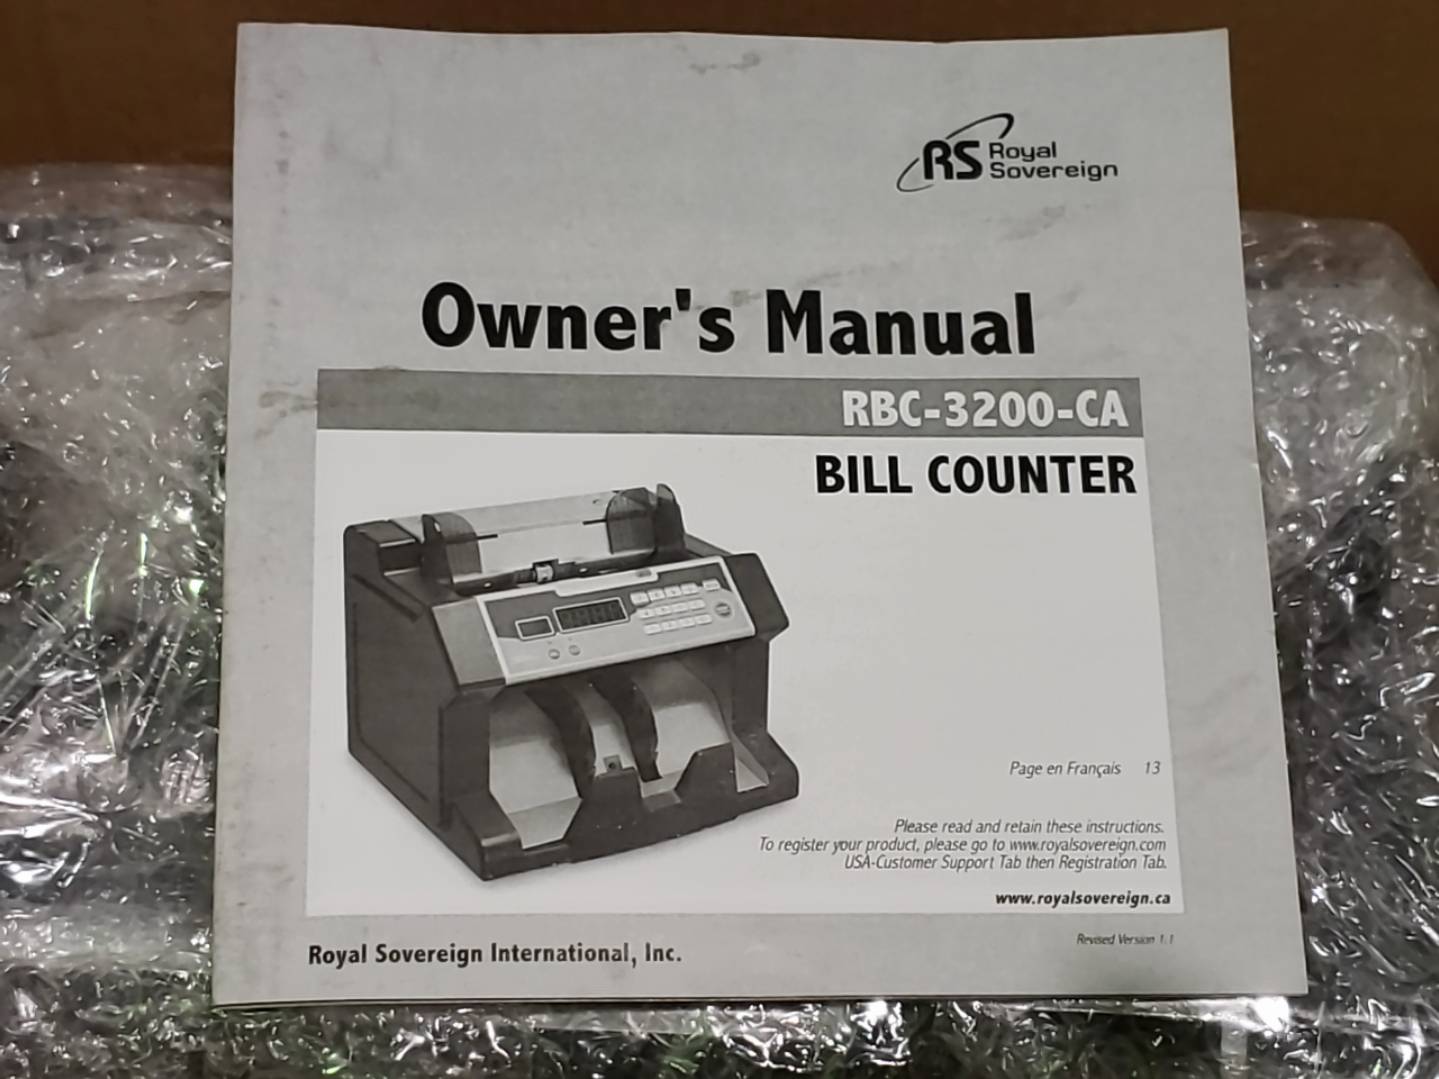 RS Royal
Sovereign
Owner's Manual
RBC-3200-CA
BILL COUNTER
Page en Français 13
Please read and retain these instructions.
To register your product, please go to www.royalsovereign.com
USA-Customer Support Tab then Registration Tab.
www.royalsovereign.ca
Revised Version 1.1
Royal Sovereign International, Inc.